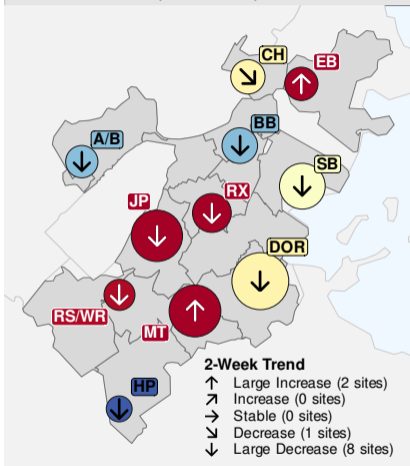 CH
EB
A/B
BB
SB
JP
RX
DOR
RS/WR
MT
HP
2-Week Trend
↑ Large Increase (2 sites)
↗ Increase (0 sites)
→ Stable (0 sites)
↘ Decrease (1 sites)
↓ Large Decrease (8 sites)